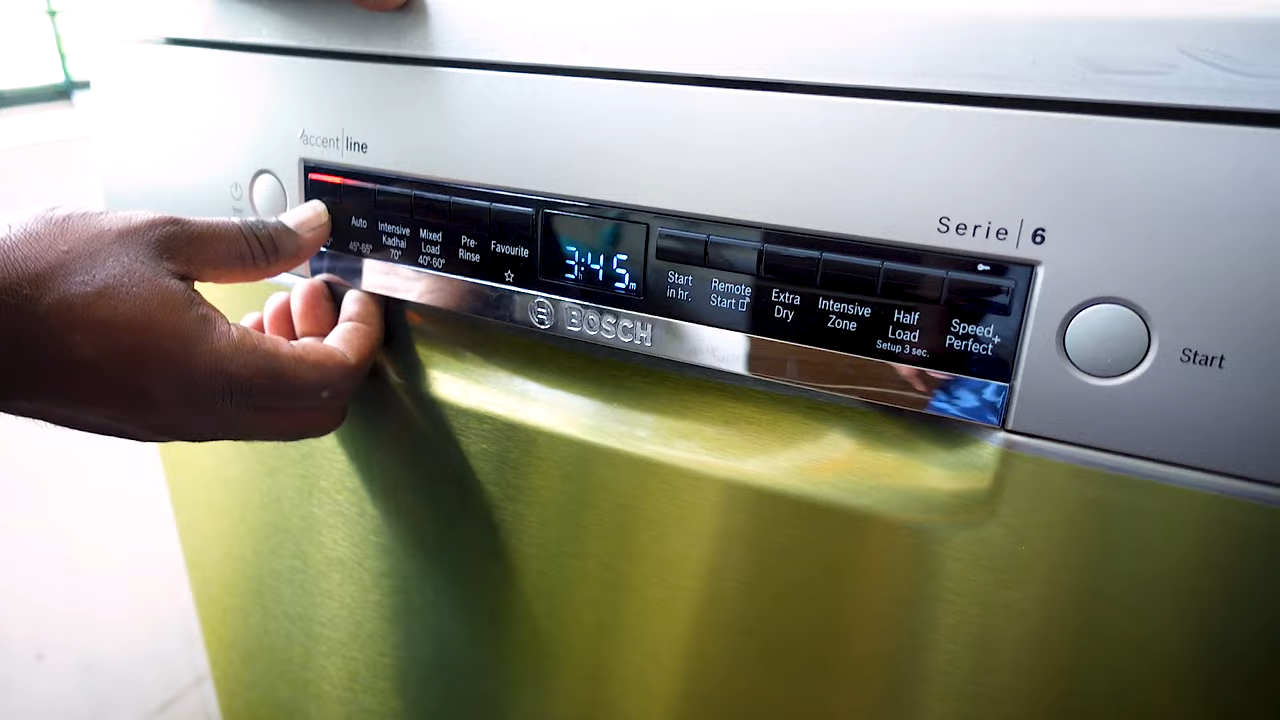 accent|line
Auto
45°-65°
Intensive
Kadhai
70°
Mixed
Load
40°-60°
Pre-
Rinse
Favourite
3:45
h
m
Start
in hr.
Remote
Start
Extra
Dry
Intensive
Zone
Half
Load
Setup 3 sec.
Speed
Perfect+
BOSCH
Serie|6
Start